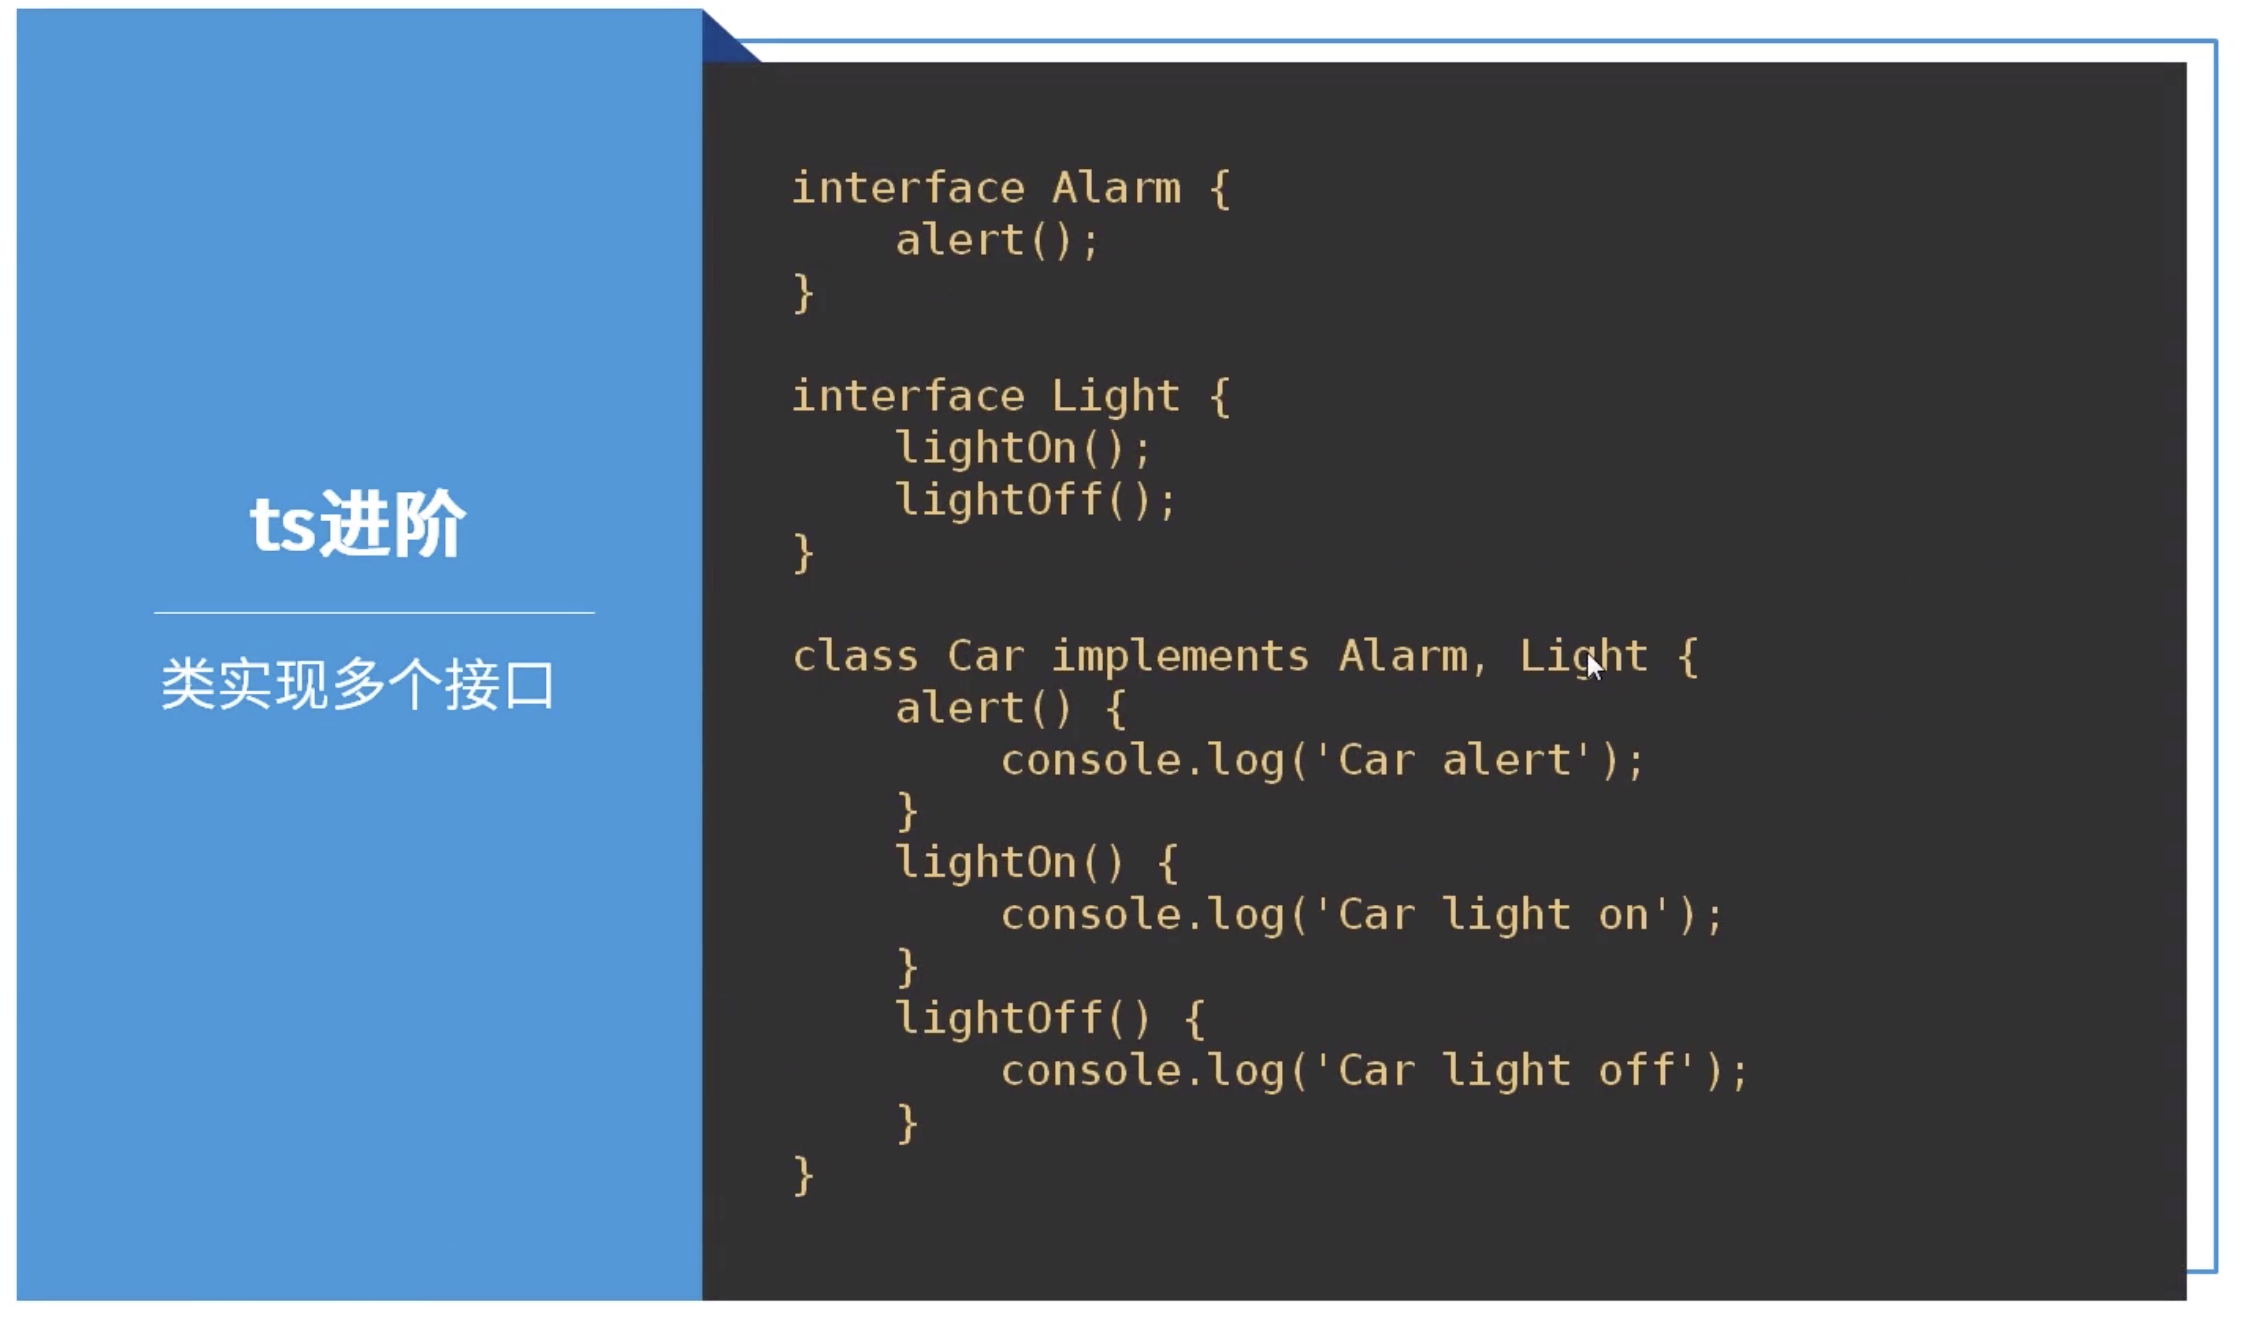 ts进阶
类实现多个接口
interface Alarm {
    alert();
}
interface Light {
    lightOn();
    lightOff();
}
class Car implements Alarm, Light {
    alert() {
        console.log('Car alert');
    }
    lightOn() {
        console.log('Car light on');
    }
    lightOff() {
        console.log('Car light off');
    }
}